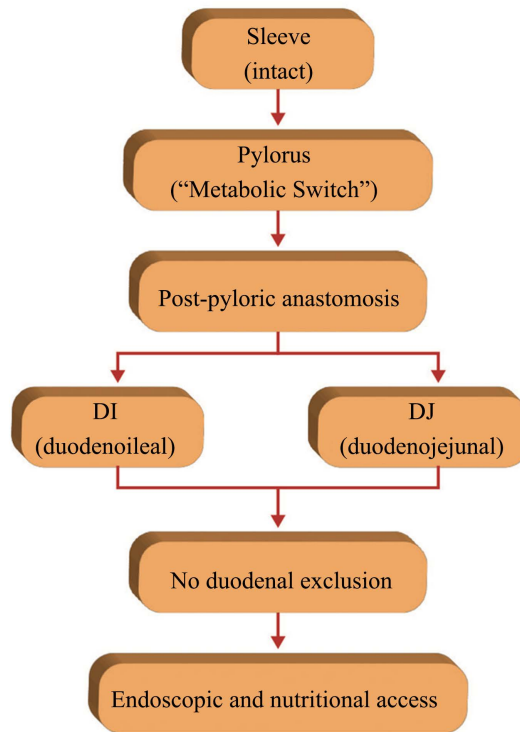 Sleeve
(intact)
Pylorus
(“Metabolic Switch”)
Post-pyloric anastomosis
DI
(duodenoileal)
DJ
(duodenojejunal)
No duodenal exclusion
Endoscopic and nutritional access